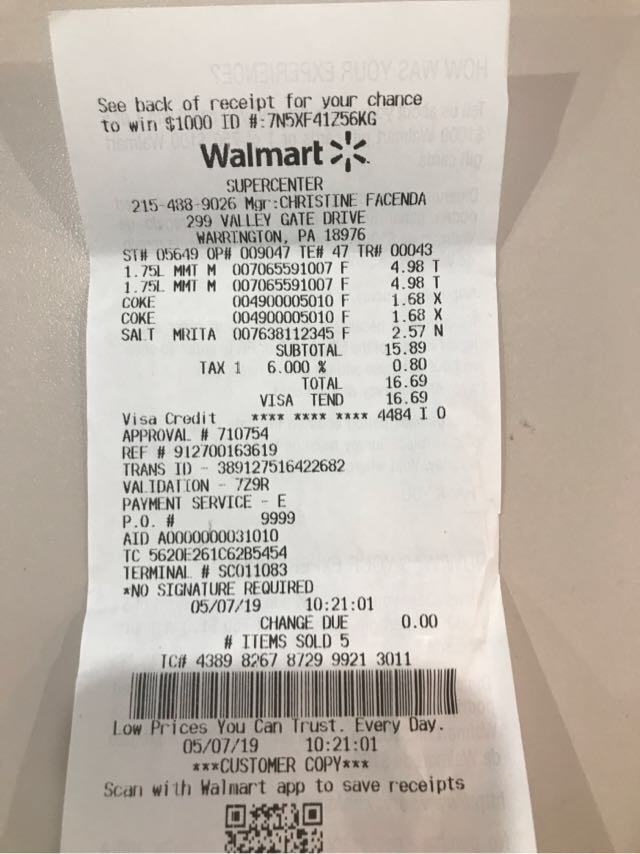 See back of receipt for your chance
to win $1000 ID #:7N5XF41Z56KG
Walmart
SUPERCENTER
215-488-9026 Mgr:CHRISTINE FACENDA
299 VALLEY GATE DRIVE
WARRINGTON, PA 18976
ST# 05649 OP# 009047 TE# 47 TR# 00043
1.75L MMT M 007065591007 F 4.98 T
1.75L MMT M 007065591007 F 4.98 T
COKE 004900005010 F 1.68 X
COKE 004900005010 F 1.68 X
SALT MRITA 007638112345 F 2.57 N
SUBTOTAL 15.89
TAX 1 6.000 % 0.80
TOTAL 16.69
VISA TEND 16.69
Visa Credit **** **** **** 4484 I 0
APPROVAL # 710754
REF # 912700163619
TRANS ID - 389127516422682
VALIDATION - 7Z9R
PAYMENT SERVICE - E
P.O. # 9999
AID A0000000031010
TC 5620E261C62B5454
TERMINAL # SC011083
*NO SIGNATURE REQUIRED
05/07/19 10:21:01
CHANGE DUE 0.00
# ITEMS SOLD 5
TC# 4389 8267 8729 9921 3011
Low Prices You Can Trust. Every Day.
05/07/19 10:21:01
***CUSTOMER COPY***
Scan with Walmart app to save receipts